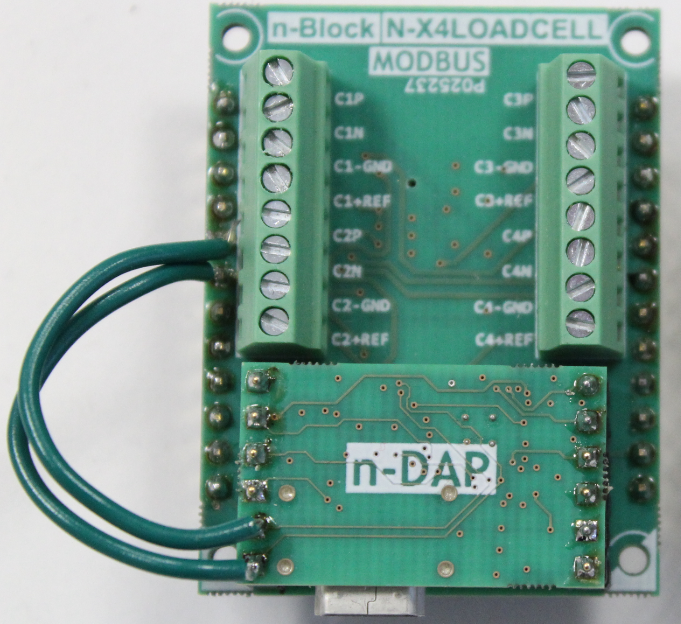 n-Block N-X4LOADCELL
MODBUS
P025237
C1P
C1N
C1-GND
C1+REF
C2P
C2N
C2-GND
C2+REF
C3P
C3N
C3-GND
C3+REF
C4P
C4N
C4-GND
C4+REF
n-DAP